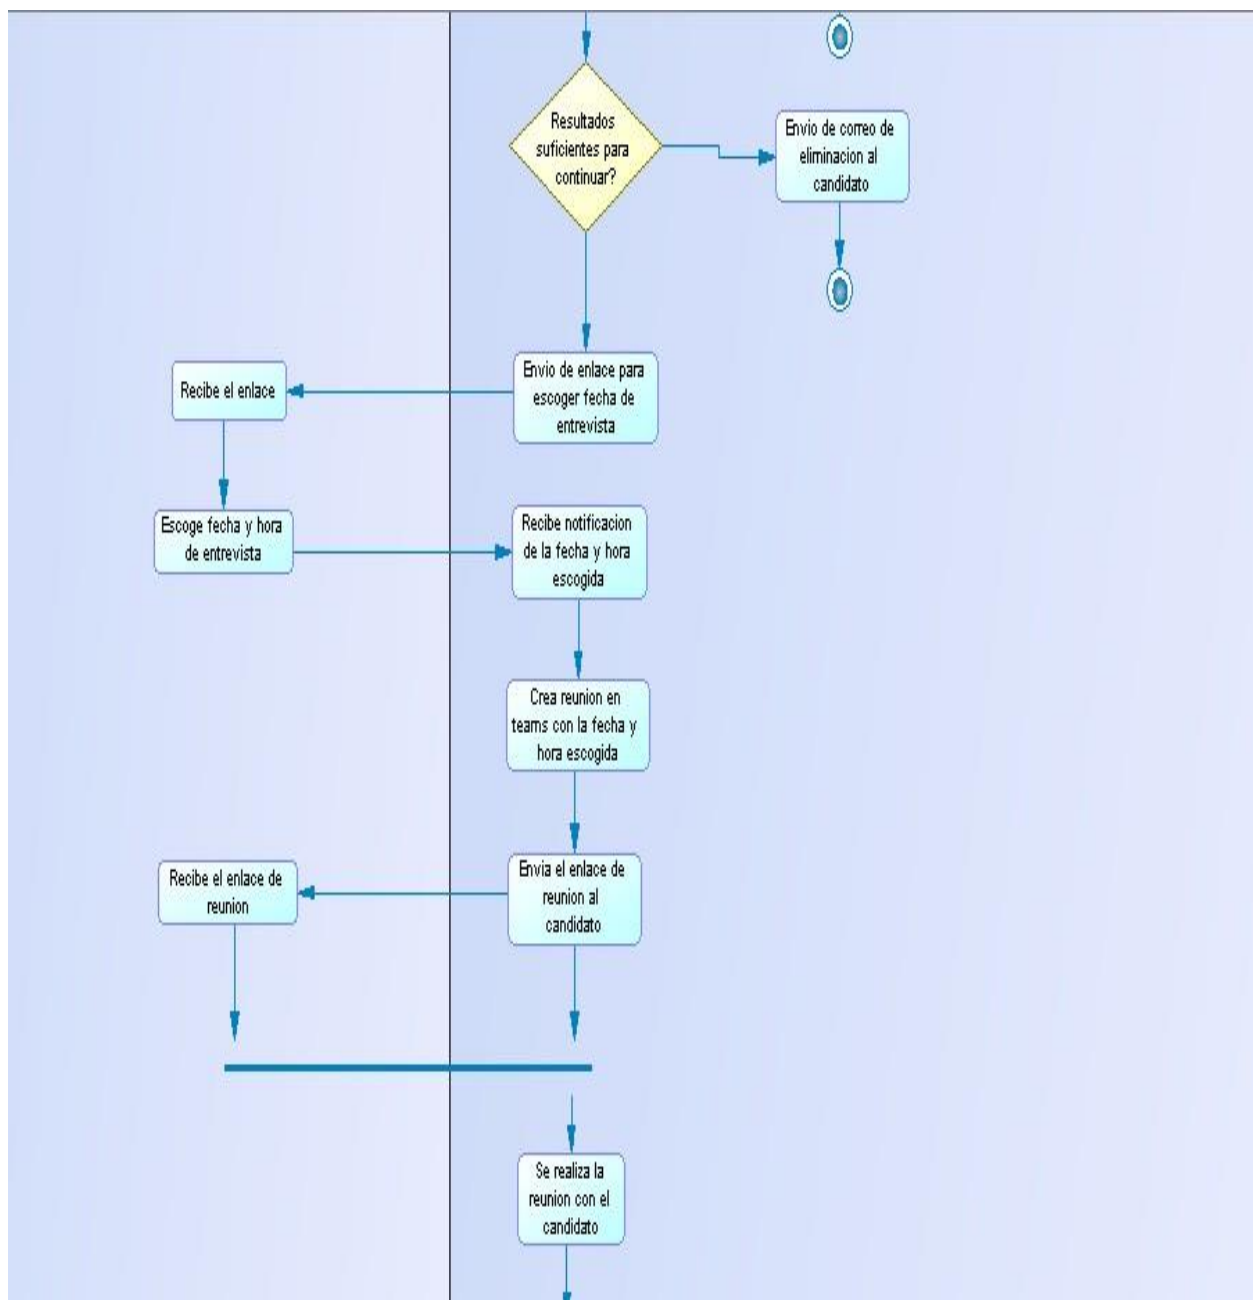 Resultados
suficientes para
continuar?
Envio de correo de
eliminacion al
candidato
Envio de enlace para
escoger fecha de
entrevista
Recibe el enlace
Escoge fecha y hora
de entrevista
Recibe notificacion
de la fecha y hora
escogida
Crea reunion en
teams con la fecha y
hora escogida
Envia el enlace de
reunion al
candidato
Recibe el enlace de
reunion
Se realiza la
reunion con el
candidato